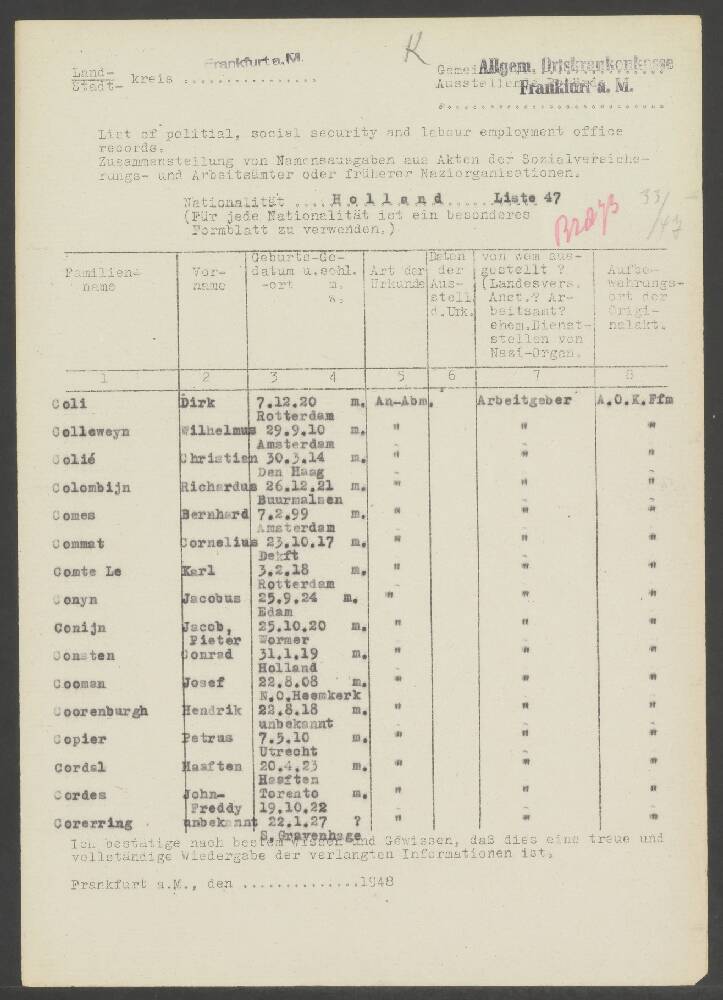 K
Land- kreis Frankfurt a.M.
Stadt-
Allgem. Ortskrankenkasse
Frankfurt a. M.
List of politial, social security and labour employment office
records.
Zusammenstellung von Namensausgaben aus Akten der Sozialversiche-
rungs- und Arbeitsämter oder früherer Naziorganisationen.
Nationalität .... Holland ..... Liste 47
(Für jede Nationalität ist ein besonderes
Formblatt zu verwenden.)
33/
/47
Familien-
name
Vor-
name
Geburts-Ge-
datum u.schl.
-ort m.
w.
Art der
Urkunde
Daten
der
Aus-
stell
d.Urk.
von wem aus-
gestellt ?
(Landesvers.
Anst.? Ar-
beitsamt?
ehem.Dienst-
stellen von
Nazi-Organ.
Aufbe-
wahrungs-
ort der
Origi-
nalakt.
1 2 3 4 5 6 7 8
Coli Dirk 7.12.20 m. An-Abm. Arbeitgeber A.O.K.Ffm
Rotterdam
Colleweyn Wilhelmus 29.9.10 m. " " "
Amsterdam
Colié Christian 30.3.14 m. " " "
Den Haag
Colombijn Richardus 26.12.21 m. " " "
Buurmalsen
Comes Bernhard 7.2.99 m. " " "
Amsterdam
Commat Cornelius 23.10.17 m. " " "
Delft
Comte Le Karl 3.2.18 m. " " "
Rotterdam
Conyn Jacobus 25.9.24 m. " " "
Edam
Conijn Jacob, 25.10.20 m. " " "
Pieter Wormer
Consten Conrad 31.1.19 m. " " "
Holland
Cooman Josef 22.8.08 m. " " "
N.O.Heemkerk
Coorenburgh Hendrik 22.8.18 m. " " "
unbekannt
Copier Petrus 7.5.10 m. " " "
Utrecht
Cordal Haaften 20.4.23 m. " " "
Haaften
Cordes John- Toronto m. " " "
Freddy 19.10.22
Corerring unbekannt 22.1.27 ? " " "
S.Gravenhage
Ich bestätige nach bestem Wissen und Gewissen, daß dies eine treue und
vollständige Wiedergabe der verlangten Informationen ist.
Frankfurt a.M., den ...............1948